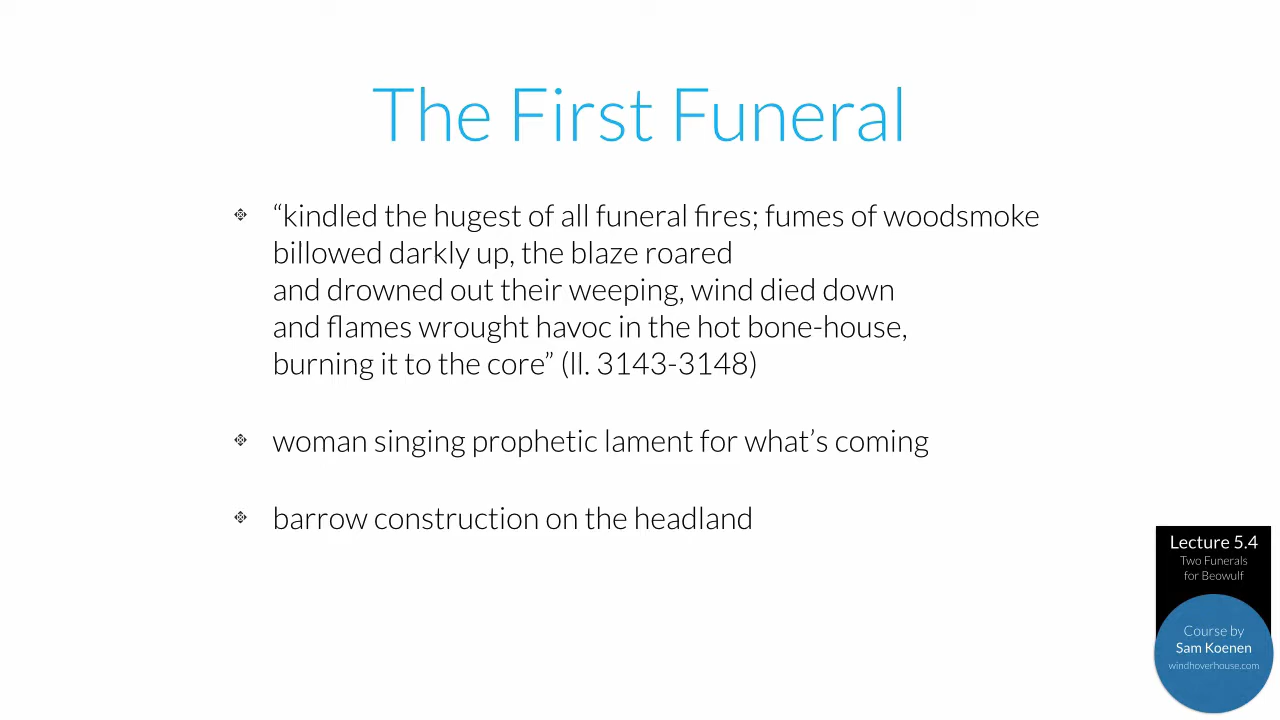 The First Funeral
“kindled the hugest of all funeral fires; fumes of woodsmoke
billowed darkly up, the blaze roared
and drowned out their weeping, wind died down
and flames wrought havoc in the hot bone-house,
burning it to the core” (ll. 3143-3148)
woman singing prophetic lament for what’s coming
barrow construction on the headland
Lecture 5.4
Two Funerals
for Beowulf
Course by
Sam Koenen
windhoverhouse.com